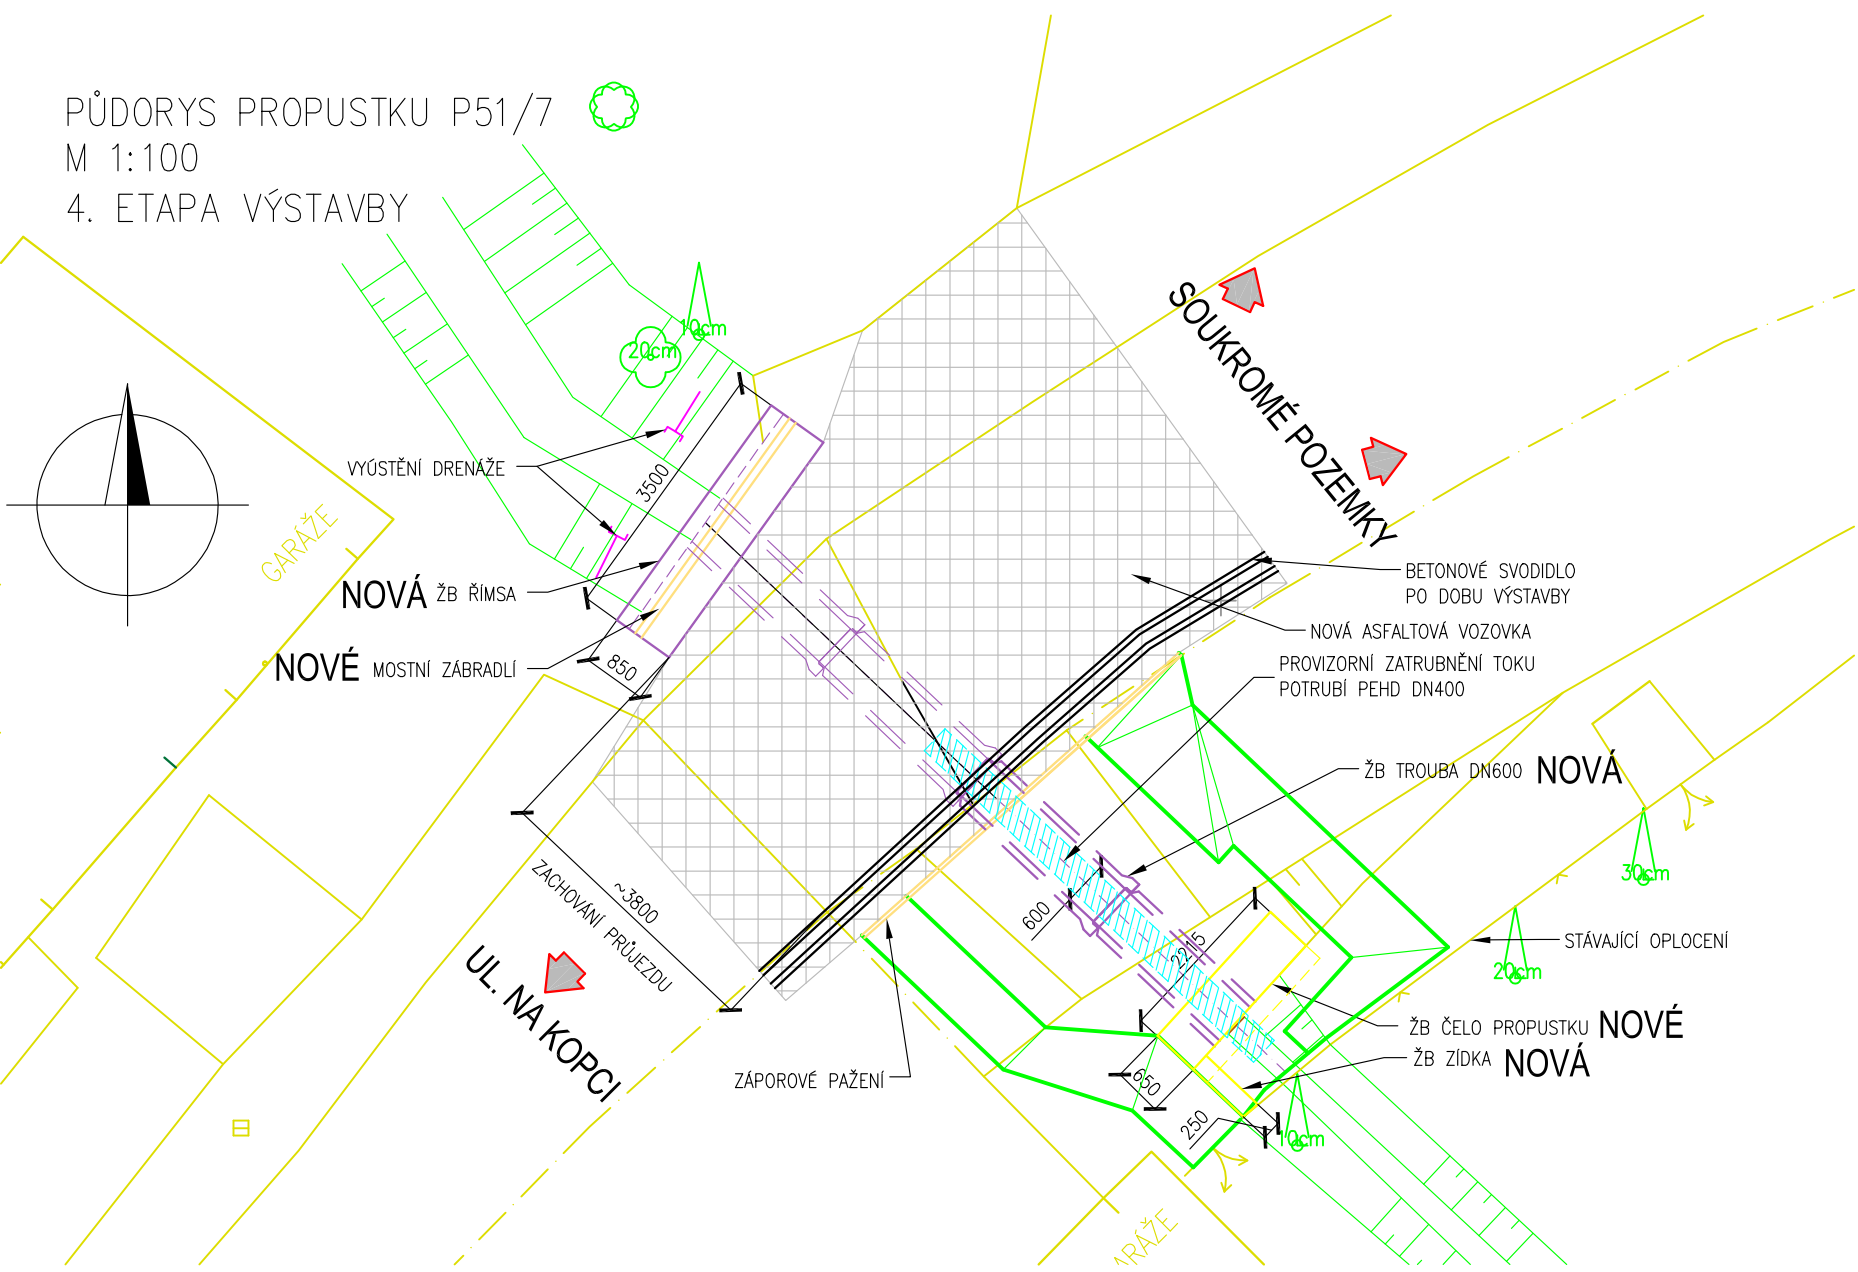 PŮDORYS PROPUSTKU P51/7
M 1:100
4. ETAPA VÝSTAVBY
10cm
20cm
SOUKROMÉ POZEMKY
VYÚSTĚNÍ DRENÁŽE
3500
GARÁŽE
NOVÁ ŽB ŘÍMSA
BETONOVÉ SVODIDLO
PO DOBU VÝSTAVBY
NOVÁ ASFALTOVÁ VOZOVKA
NOVÉ MOSTNÍ ZÁBRADLÍ
850
PROVIZORNÍ ZATRUBNĚNÍ TOKU
POTRUBÍ PEHD DN400
ŽB TROUBA DN600 NOVÁ
30cm
~3800
ZACHOVÁNÍ PRŮJEZDU
600
2215
STÁVAJÍCÍ OPLOCENÍ
20cm
UL. NA KOPCI
ŽB ČELO PROPUSTKU NOVÉ
ŽB ZÍDKA NOVÁ
ZÁPOROVÉ PAŽENÍ
650
250
10cm
ARÁŽE